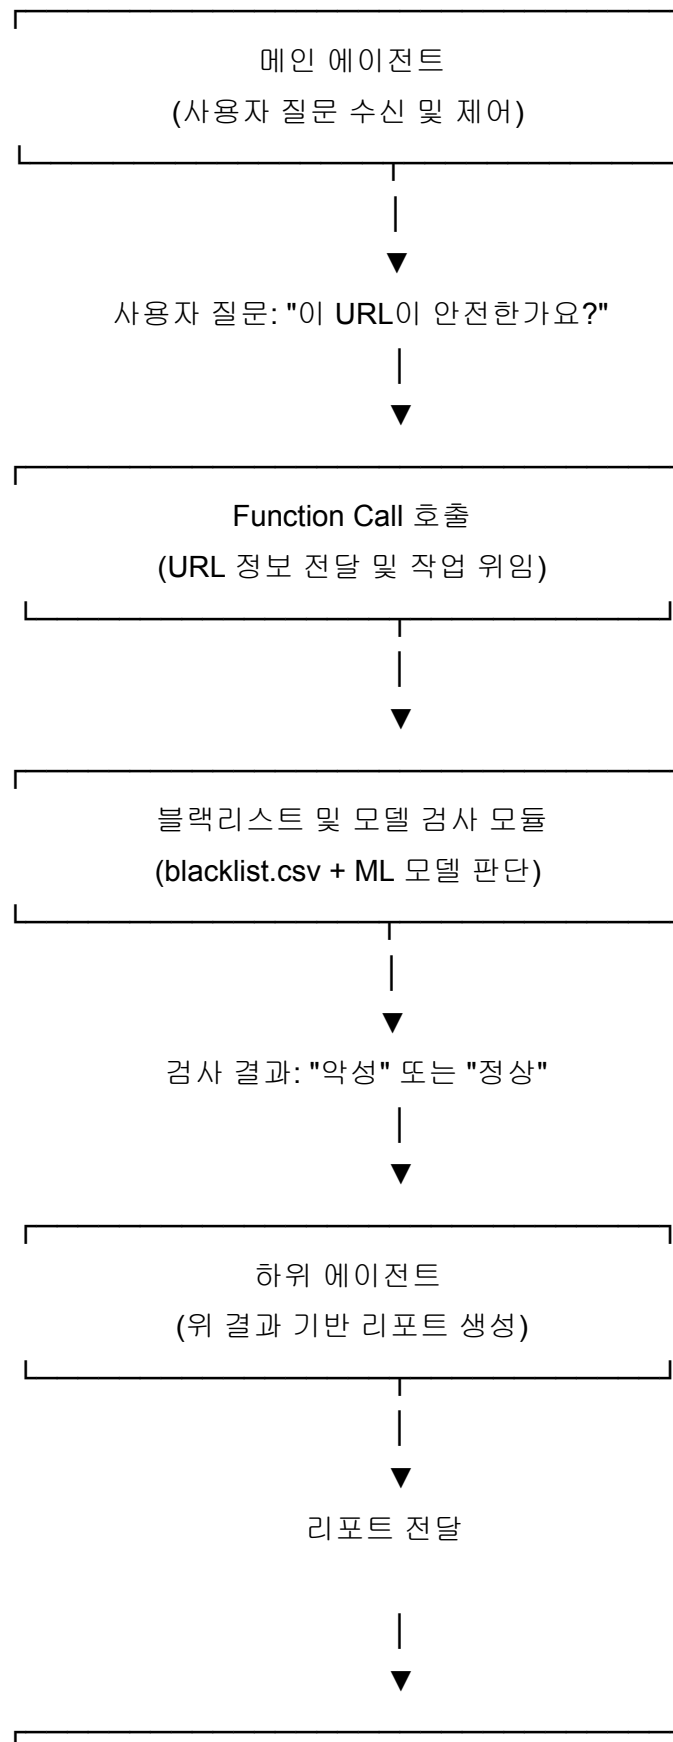 메인 에이전트
(사용자 질문 수신 및 제어)
사용자 질문: "이 URL이 안전한가요?"
Function Call 호출
(URL 정보 전달 및 작업 위임)
블랙리스트 및 모델 검사 모듈
(blacklist.csv + ML 모델 판단)
검사 결과: "악성" 또는 "정상"
하위 에이전트
(위 결과 기반 리포트 생성)
리포트 전달